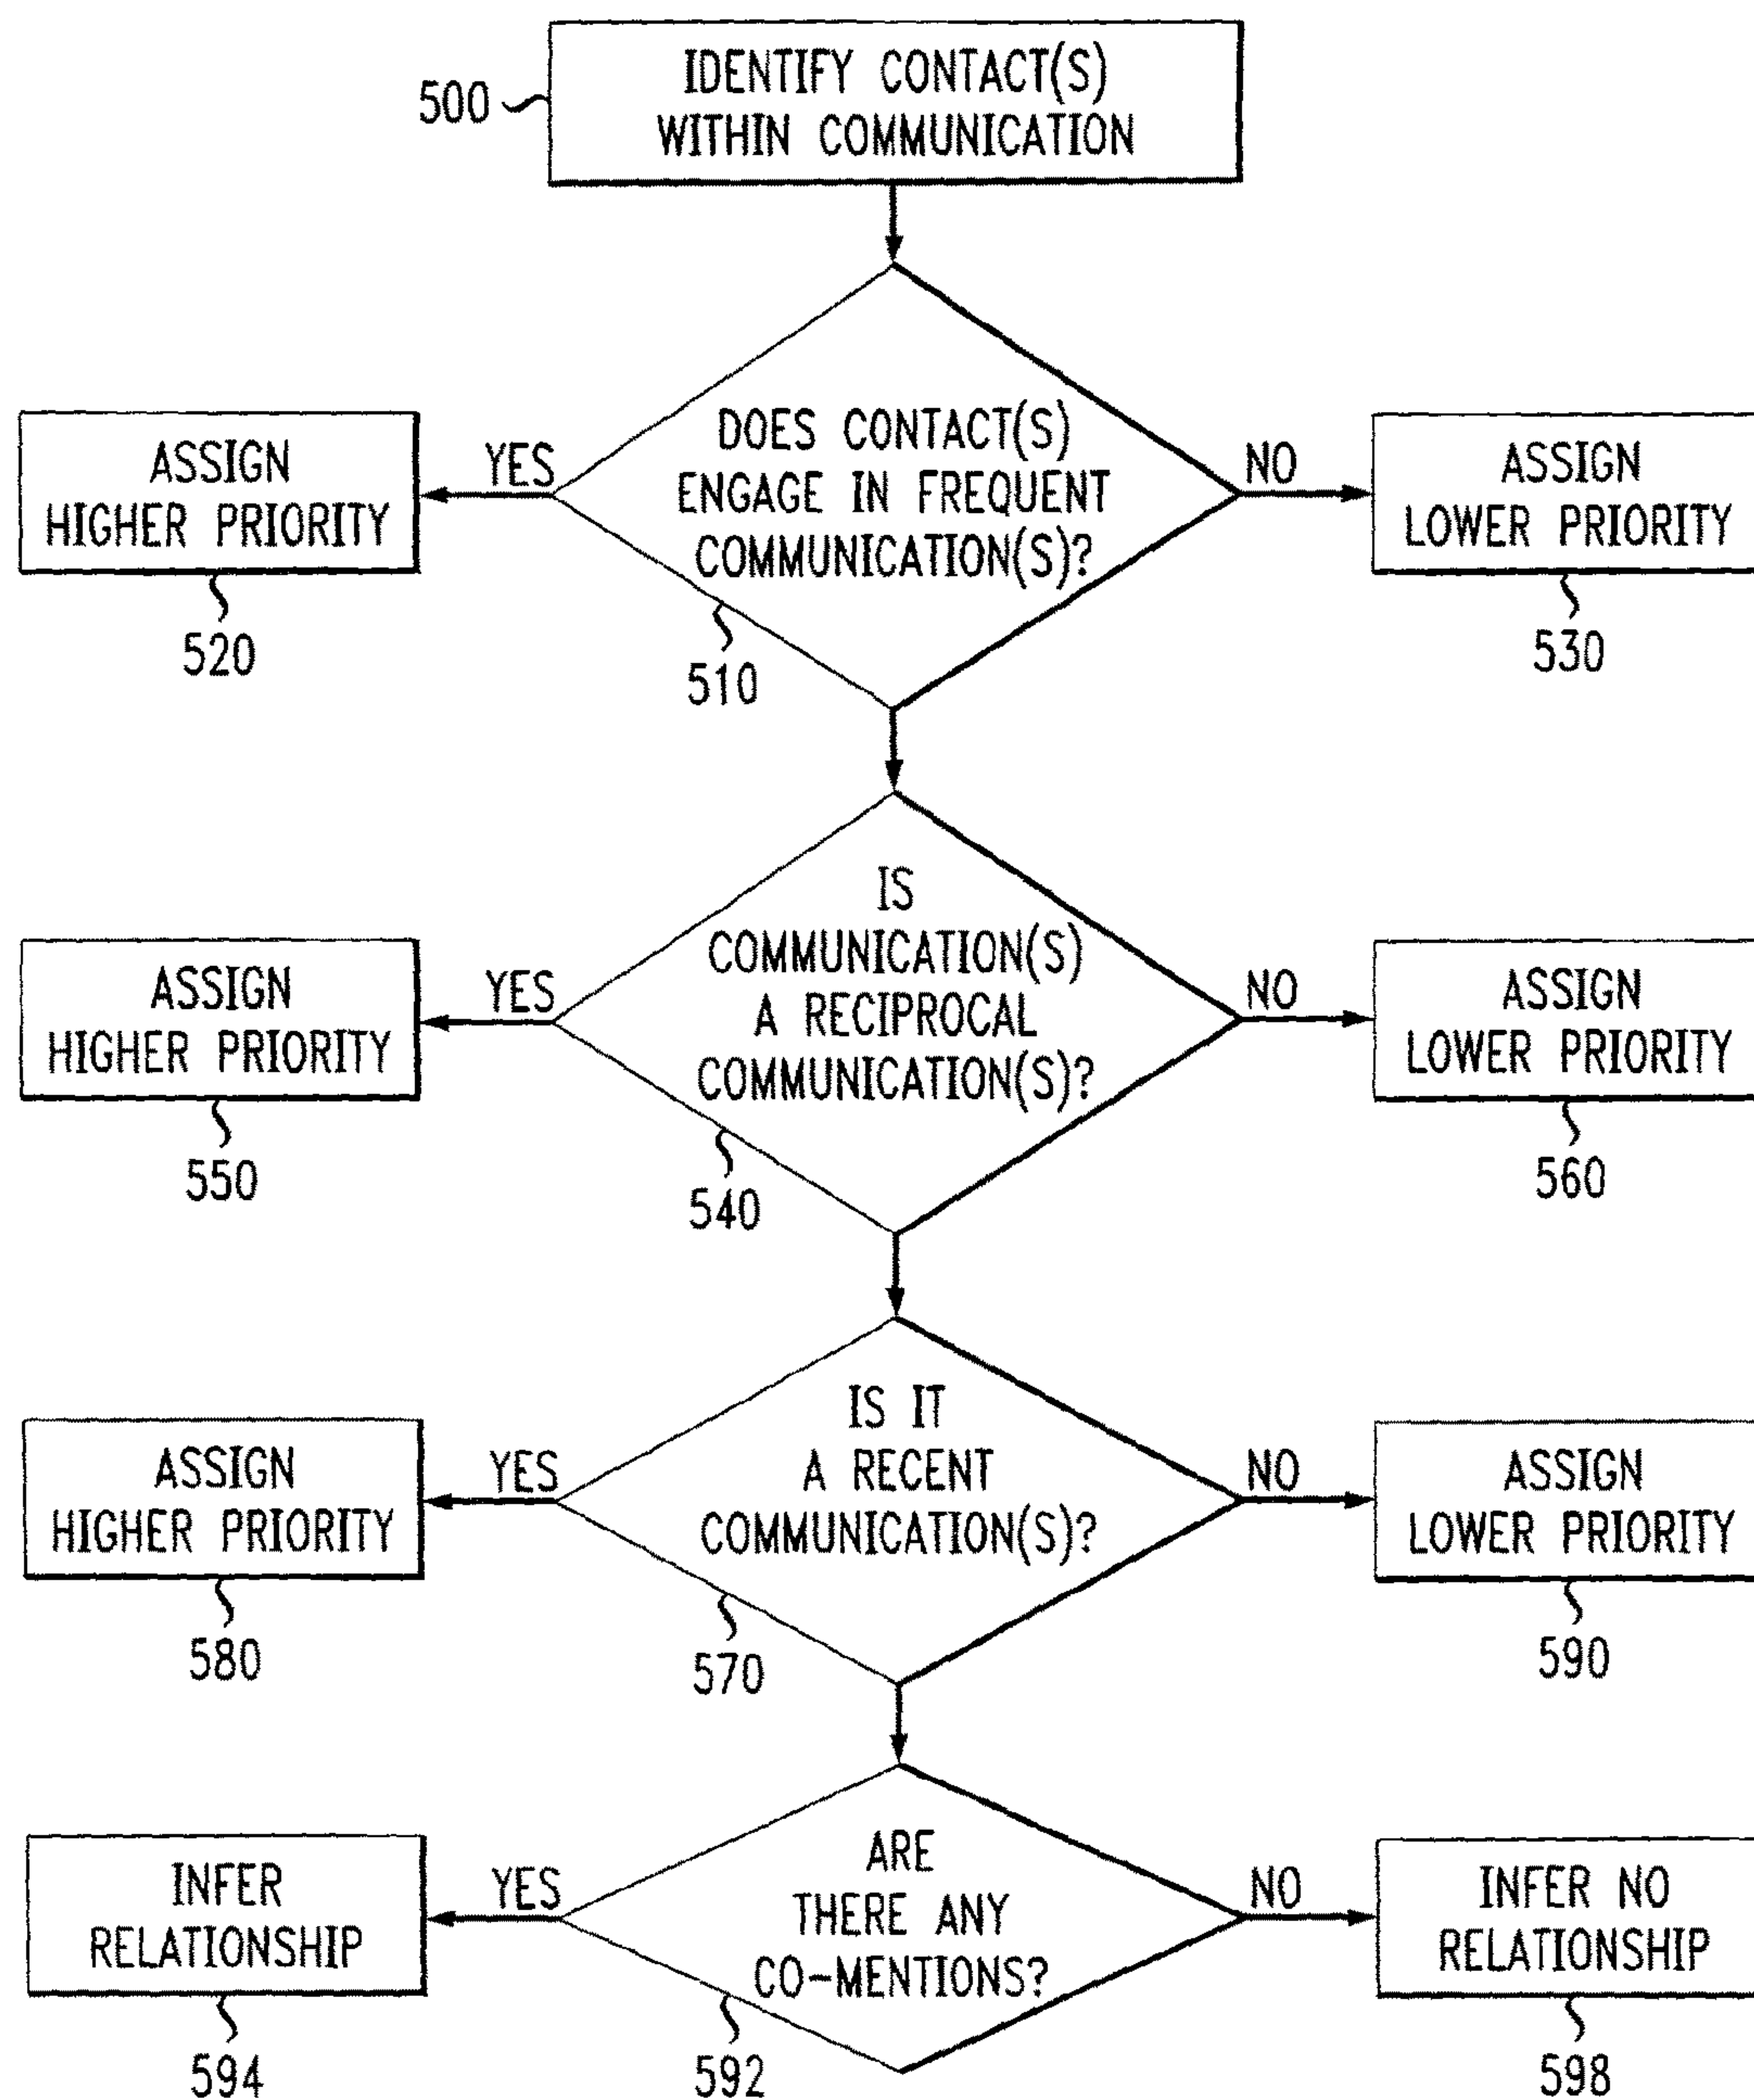 IDENTIFY CONTACT(S)
WITHIN COMMUNICATION
500
DOES CONTACT(S)
ENGAGE IN FREQUENT
COMMUNICATION(S)?
510
YES
ASSIGN
HIGHER PRIORITY
520
NO
ASSIGN
LOWER PRIORITY
530
IS
COMMUNICATION(S)
A RECIPROCAL
COMMUNICATION(S)?
540
YES
ASSIGN
HIGHER PRIORITY
550
NO
ASSIGN
LOWER PRIORITY
560
IS IT
A RECENT
COMMUNICATION(S)?
570
YES
ASSIGN
HIGHER PRIORITY
580
NO
ASSIGN
LOWER PRIORITY
590
ARE
THERE ANY
CO-MENTIONS?
592
YES
INFER
RELATIONSHIP
594
NO
INFER NO
RELATIONSHIP
598